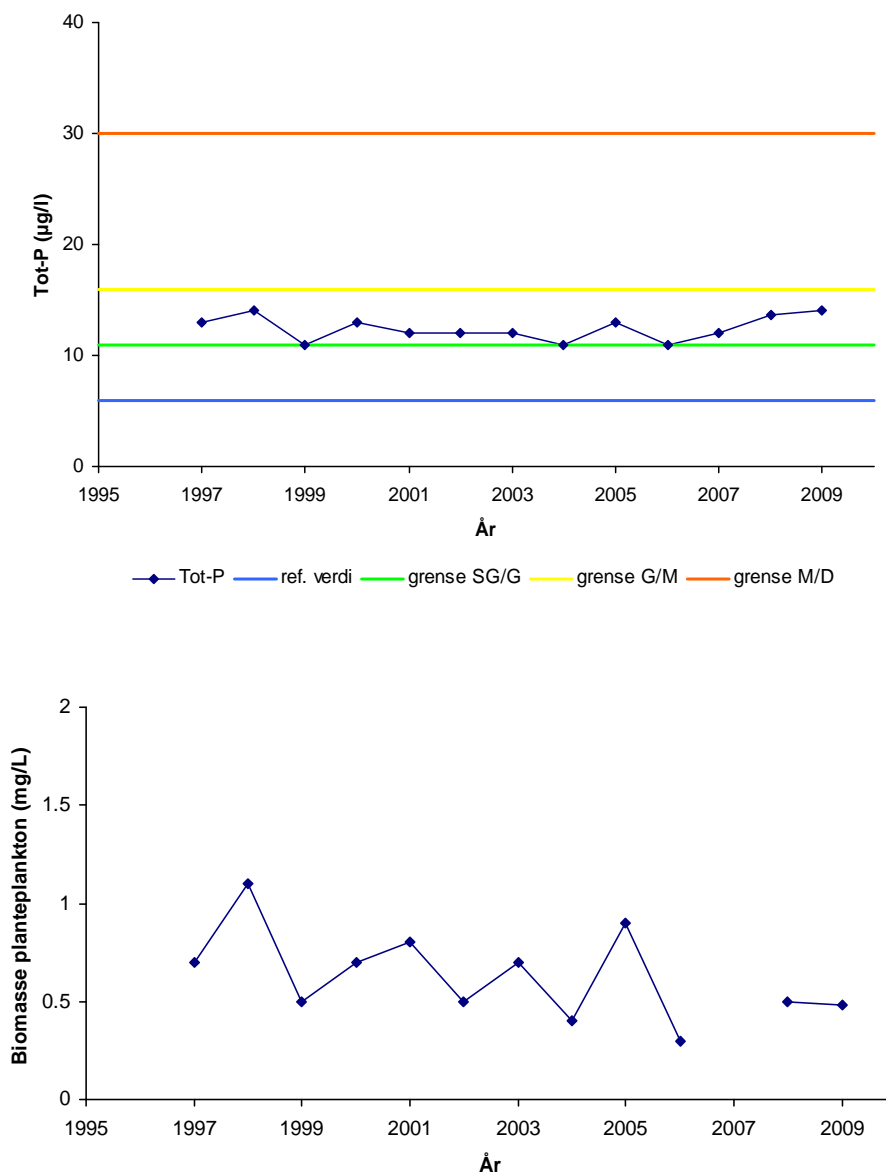 40
30
20
10
0
Tot-P (µg/l)
1995 1997 1999 2001 2003 2005 2007 2009
År
Tot-P ref. verdi grense SG/G grense G/M grense M/D
2
1.5
1
0.5
0
Biomasse planteplankton (mg/L)
1995 1997 1999 2001 2003 2005 2007 2009
År